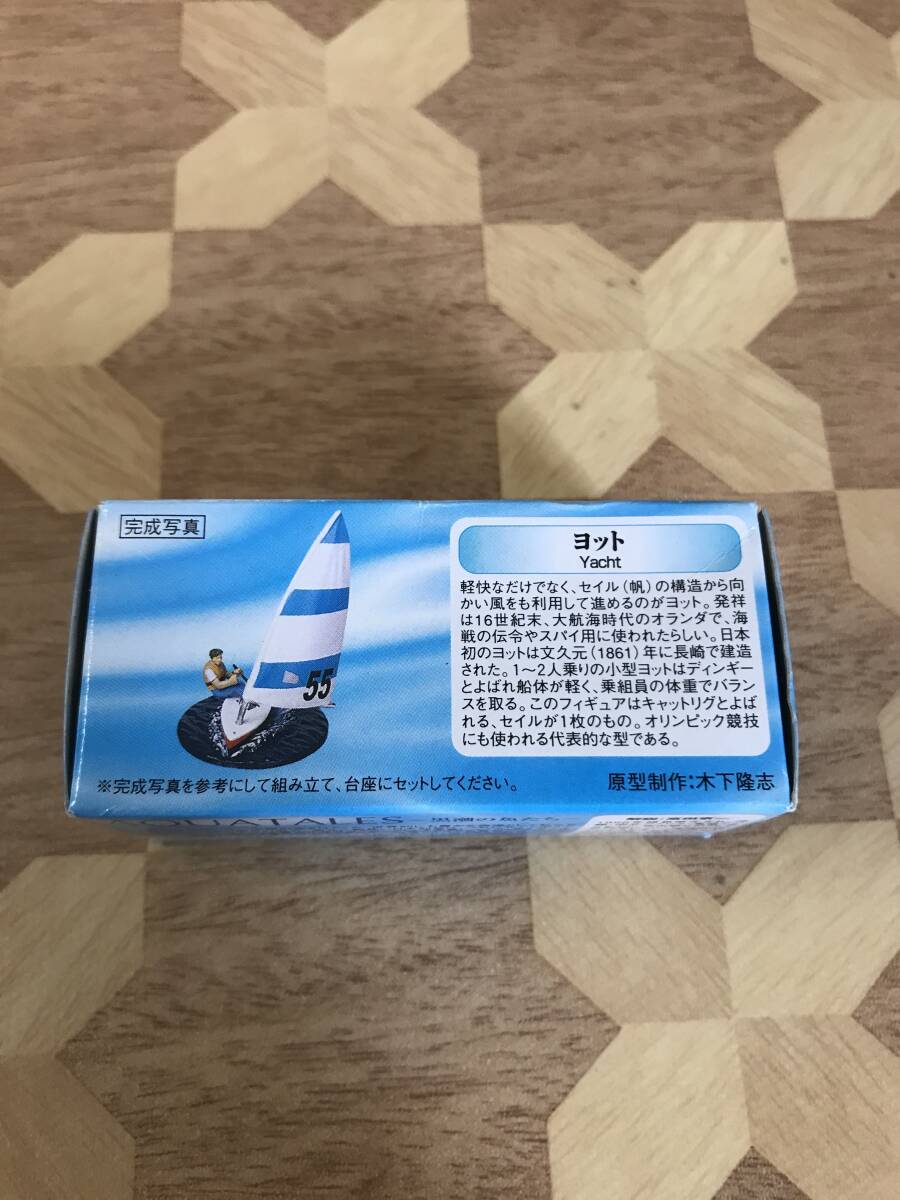 完成写真
ヨット
Yacht
軽快なだけでなく、セイル(帆)の構造から向
かい風をも利用して進めるのがヨット。発祥
は16世紀末、大航海時代のオランダで、海
戦の伝令やスパイ用に使われたらしい。日本
初のヨットは文久元(1861)年に長崎で建造
された。1〜2人乗りの小型ヨットはディンギー
とよばれ船体が軽く、乗組員の体重でバラン
スを取る。このフィギュアはキャットリグとよば
れる、セイルが1枚のもの。オリンピック競技
にも使われる代表的な型である。
55
※完成写真を参考にして組み立て、台座にセットしてください。
原型制作:木下隆志
QUATALES 黒潮の魚たち